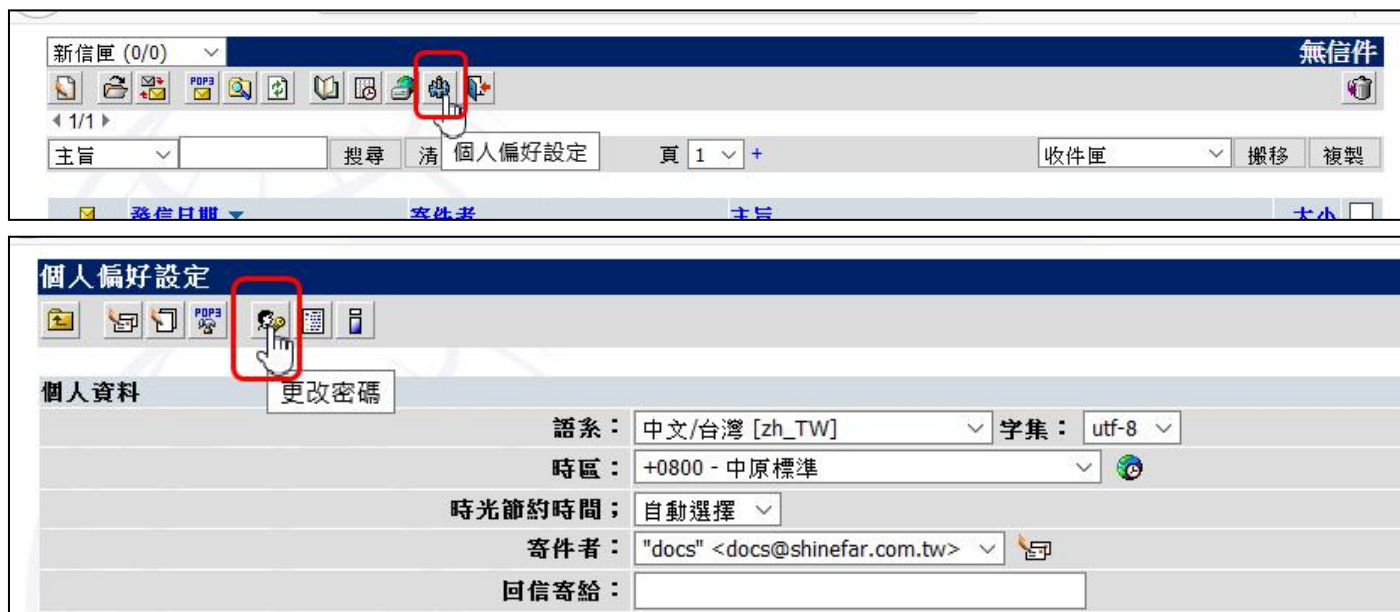 新信匣 (0/0)
無信件
POP3
1/1
主旨 搜尋 清 個人偏好設定 頁 1 + 收件匣 搬移 複製
發信日期 寄件者 主旨 大小
個人偏好設定
POP3
個人資料 更改密碼
語系： 中文/台灣 [zh_TW] 字集： utf-8
時區： +0800 - 中原標準
時光節約時間； 自動選擇
寄件者： "docs" <docs@shinefar.com.tw>
回信寄給：